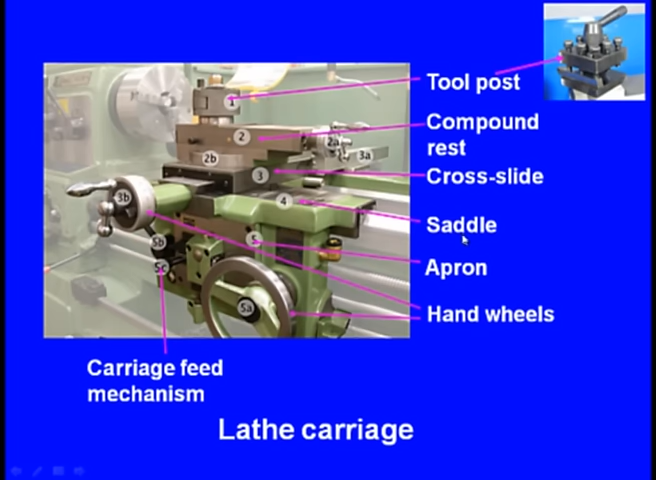 Tool post
1
Compound
rest
2
2a
2b
3a
3
Cross-slide
3b
4
Saddle
5
5b
Apron
5c
5a
Hand wheels
Carriage feed
mechanism
Lathe carriage